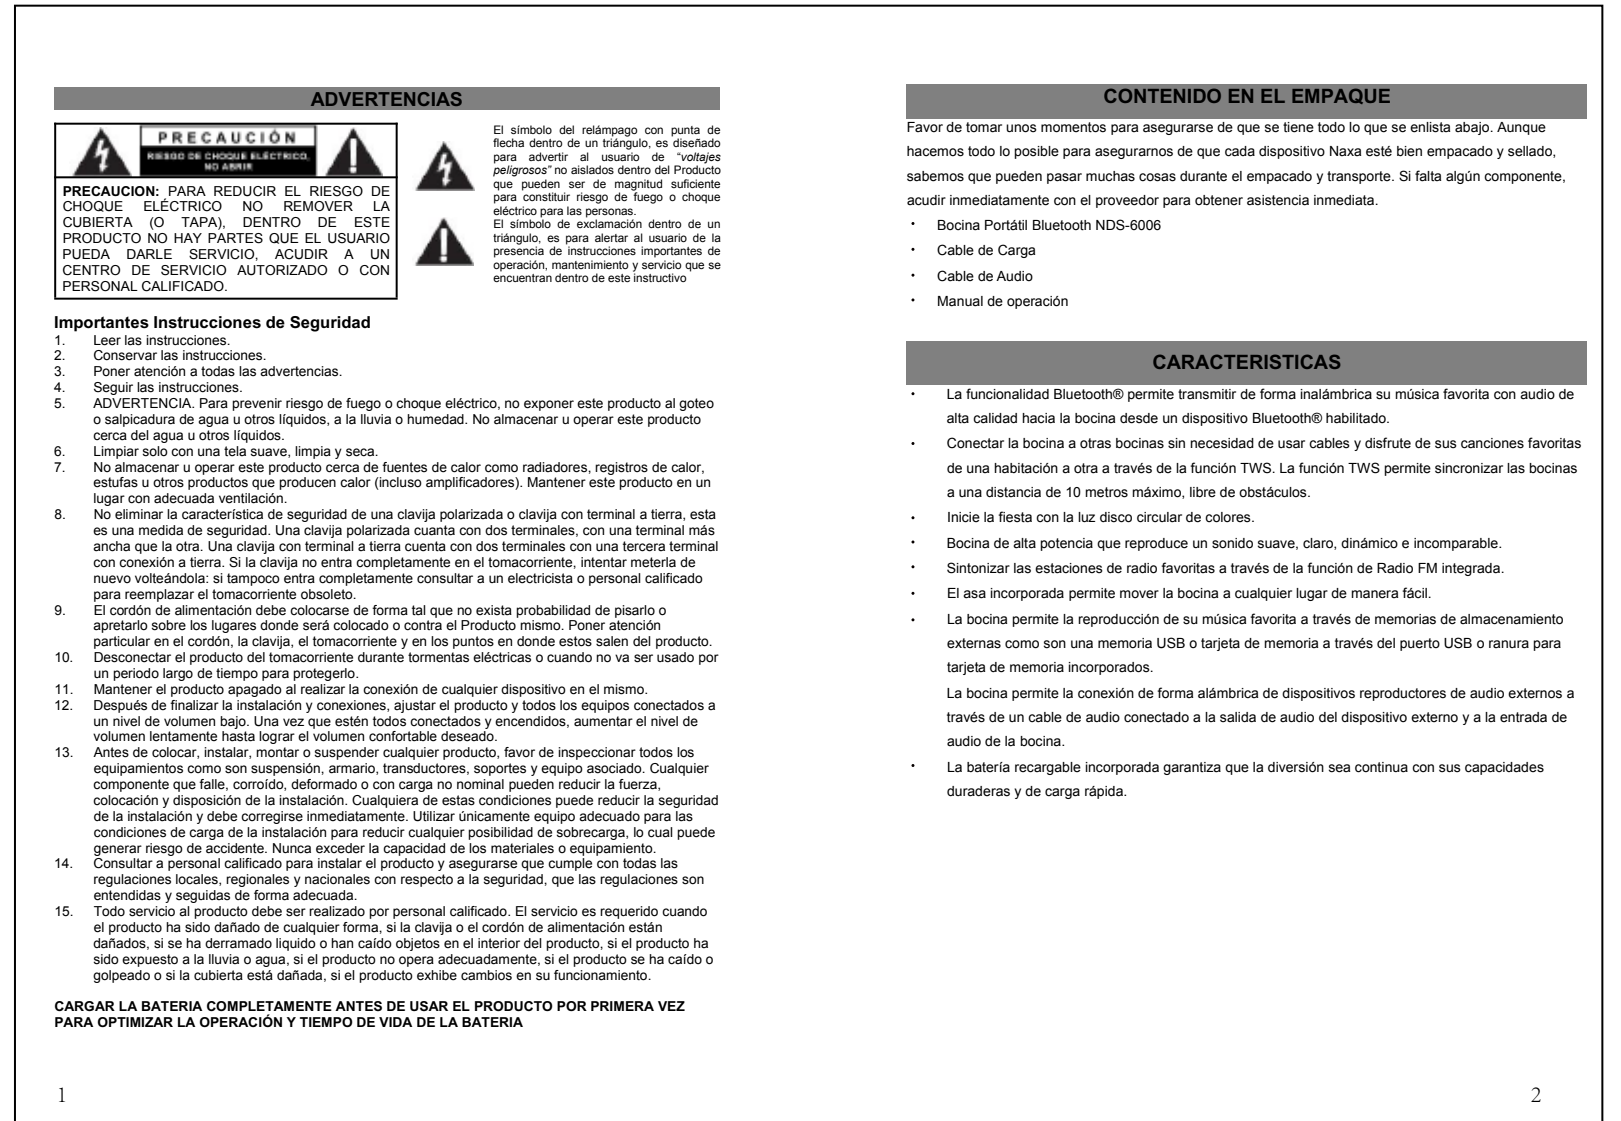 ADVERTENCIAS
PRECAUCIÓN
RIESGO DE CHOQUE ELÉCTRICO,
NO ABRIR
PRECAUCION: PARA REDUCIR EL RIESGO DE
CHOQUE ELÉCTRICO NO REMOVER LA
CUBIERTA (O TAPA), DENTRO DE ESTE
PRODUCTO NO HAY PARTES QUE EL USUARIO
PUEDA DARLE SERVICIO, ACUDIR A UN
CENTRO DE SERVICIO AUTORIZADO O CON
PERSONAL CALIFICADO.
El símbolo del relámpago con punta de
flecha dentro de un triángulo, es diseñado
para advertir al usuario de “voltajes
peligrosos” no aislados dentro del Producto
que pueden ser de magnitud suficiente
para constituir riesgo de fuego o choque
eléctrico para las personas.
El símbolo de exclamación dentro de un
triángulo, es para alertar al usuario de la
presencia de instrucciones importantes de
operación, mantenimiento y servicio que se
encuentran dentro de este instructivo
Importantes Instrucciones de Seguridad
1. Leer las instrucciones.
2. Conservar las instrucciones.
3. Poner atención a todas las advertencias.
4. Seguir las instrucciones.
5. ADVERTENCIA. Para prevenir riesgo de fuego o choque eléctrico, no exponer este producto al goteo
o salpicadura de agua u otros líquidos, a la lluvia o humedad. No almacenar u operar este producto
cerca del agua u otros líquidos.
6. Limpiar solo con una tela suave, limpia y seca.
7. No almacenar u operar este producto cerca de fuentes de calor como radiadores, registros de calor,
estufas u otros productos que producen calor (incluso amplificadores). Mantener este producto en un
lugar con adecuada ventilación.
8. No eliminar la característica de seguridad de una clavija polarizada o clavija con terminal a tierra, esta
es una medida de seguridad. Una clavija polarizada cuanta con dos terminales, con una terminal más
ancha que la otra. Una clavija con terminal a tierra cuenta con dos terminales con una tercera terminal
con conexión a tierra. Si la clavija no entra completamente en el tomacorriente, intentar meterla de
nuevo volteándola: si tampoco entra completamente consultar a un electricista o personal calificado
para reemplazar el tomacorriente obsoleto.
9. El cordón de alimentación debe colocarse de forma tal que no exista probabilidad de pisarlo o
apretarlo sobre los lugares donde será colocado o contra el Producto mismo. Poner atención
particular en el cordón, la clavija, el tomacorriente y en los puntos en donde estos salen del producto.
10. Desconectar el producto del tomacorriente durante tormentas eléctricas o cuando no va ser usado por
un periodo largo de tiempo para protegerlo.
11. Mantener el producto apagado al realizar la conexión de cualquier dispositivo en el mismo.
12. Después de finalizar la instalación y conexiones, ajustar el producto y todos los equipos conectados a
un nivel de volumen bajo. Una vez que estén todos conectados y encendidos, aumentar el nivel de
volumen lentamente hasta lograr el volumen confortable deseado.
13. Antes de colocar, instalar, montar o suspender cualquier producto, favor de inspeccionar todos los
equipamientos como son suspensión, armario, transductores, soportes y equipo asociado. Cualquier
componente que falle, corroído, deformado o con carga no nominal pueden reducir la fuerza,
colocación y disposición de la instalación. Cualquiera de estas condiciones puede reducir la seguridad
de la instalación y debe corregirse inmediatamente. Utilizar únicamente equipo adecuado para las
condiciones de carga de la instalación para reducir cualquier posibilidad de sobrecarga, lo cual puede
generar riesgo de accidente. Nunca exceder la capacidad de los materiales o equipamiento.
14. Consultar a personal calificado para instalar el producto y asegurarse que cumple con todas las
regulaciones locales, regionales y nacionales con respecto a la seguridad, que las regulaciones son
entendidas y seguidas de forma adecuada.
15. Todo servicio al producto debe ser realizado por personal calificado. El servicio es requerido cuando
el producto ha sido dañado de cualquier forma, si la clavija o el cordón de alimentación están
dañados, si se ha derramado liquido o han caído objetos en el interior del producto, si el producto ha
sido expuesto a la lluvia o agua, si el producto no opera adecuadamente, si el producto se ha caído o
golpeado o si la cubierta está dañada, si el producto exhibe cambios en su funcionamiento.
CARGAR LA BATERIA COMPLETAMENTE ANTES DE USAR EL PRODUCTO POR PRIMERA VEZ
PARA OPTIMIZAR LA OPERACIÓN Y TIEMPO DE VIDA DE LA BATERIA
1
CONTENIDO EN EL EMPAQUE
Favor de tomar unos momentos para asegurarse de que se tiene todo lo que se enlista abajo. Aunque
hacemos todo lo posible para asegurarnos de que cada dispositivo Naxa esté bien empacado y sellado,
sabemos que pueden pasar muchas cosas durante el empacado y transporte. Si falta algún componente,
acudir inmediatamente con el proveedor para obtener asistencia inmediata.
· Bocina Portátil Bluetooth NDS-6006
· Cable de Carga
· Cable de Audio
· Manual de operación
CARACTERISTICAS
· La funcionalidad Bluetooth® permite transmitir de forma inalámbrica su música favorita con audio de
alta calidad hacia la bocina desde un dispositivo Bluetooth® habilitado.
· Conectar la bocina a otras bocinas sin necesidad de usar cables y disfrute de sus canciones favoritas
de una habitación a otra a través de la función TWS. La función TWS permite sincronizar las bocinas
a una distancia de 10 metros máximo, libre de obstáculos.
· Inicie la fiesta con la luz disco circular de colores.
· Bocina de alta potencia que reproduce un sonido suave, claro, dinámico e incomparable.
· Sintonizar las estaciones de radio favoritas a través de la función de Radio FM integrada.
· El asa incorporada permite mover la bocina a cualquier lugar de manera fácil.
· La bocina permite la reproducción de su música favorita a través de memorias de almacenamiento
externas como son una memoria USB o tarjeta de memoria a través del puerto USB o ranura para
tarjeta de memoria incorporados.
La bocina permite la conexión de forma alámbrica de dispositivos reproductores de audio externos a
través de un cable de audio conectado a la salida de audio del dispositivo externo y a la entrada de
audio de la bocina.
· La batería recargable incorporada garantiza que la diversión sea continua con sus capacidades
duraderas y de carga rápida.
2